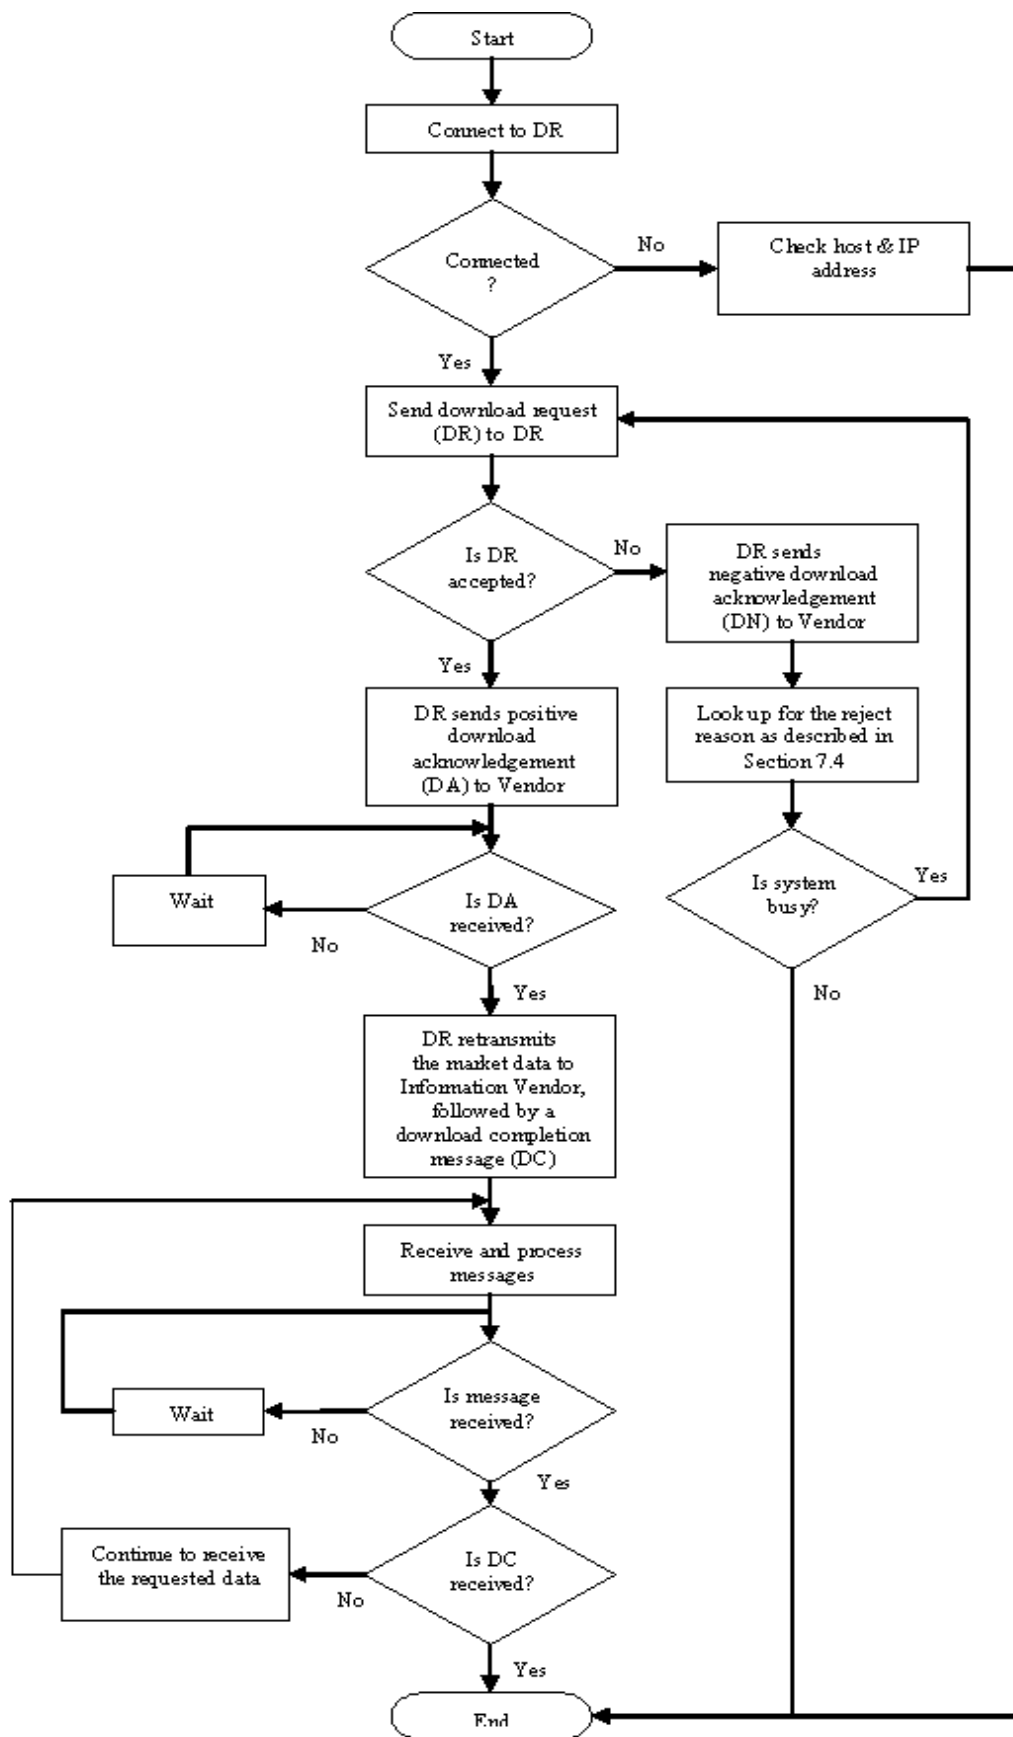 Start
Connect to DR
Connected
?
No
Check host & IP
address
Yes
Send download request
(DR) to DR
Is DR
accepted?
No
DR sends
negative download
acknowledgement
(DN) to Vendor
Yes
DR sends positive
download
acknowledgement
(DA) to Vendor
Look up for the reject
reason as described in
Section 7.4
Wait
Is DA
received?
No
Is system
busy?
Yes
Yes
No
DR retransmits
the market data to
Information Vendor,
followed by a
download completion
message (DC)
Receive and process
messages
Wait
Is message
received?
No
Yes
Continue to receive
the requested data
Is DC
received?
No
Yes
End